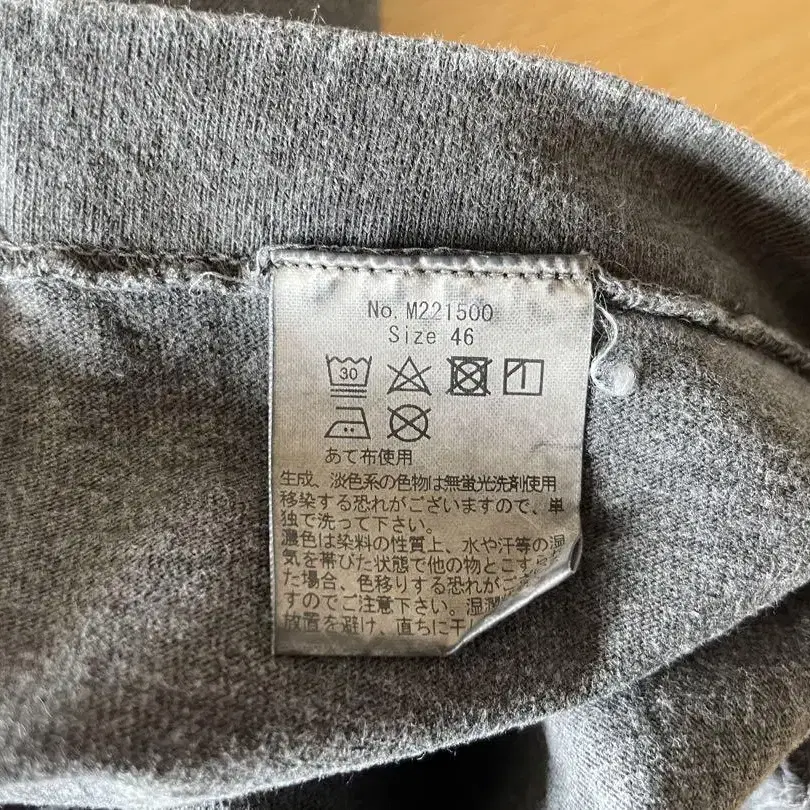 No. M221500
Size 46
30
あて布使用
生成、淡色系の色物は無蛍光洗剤使用
移染する恐れがございますので、単
独で洗って下さい。
濃色は染料の性質上、水や汗等の湿
気を帯びた状態で他の物とこす
た場合、色移りする恐れがご
すのでご注意下さい。湿潤
放置を避け、直ちに干し